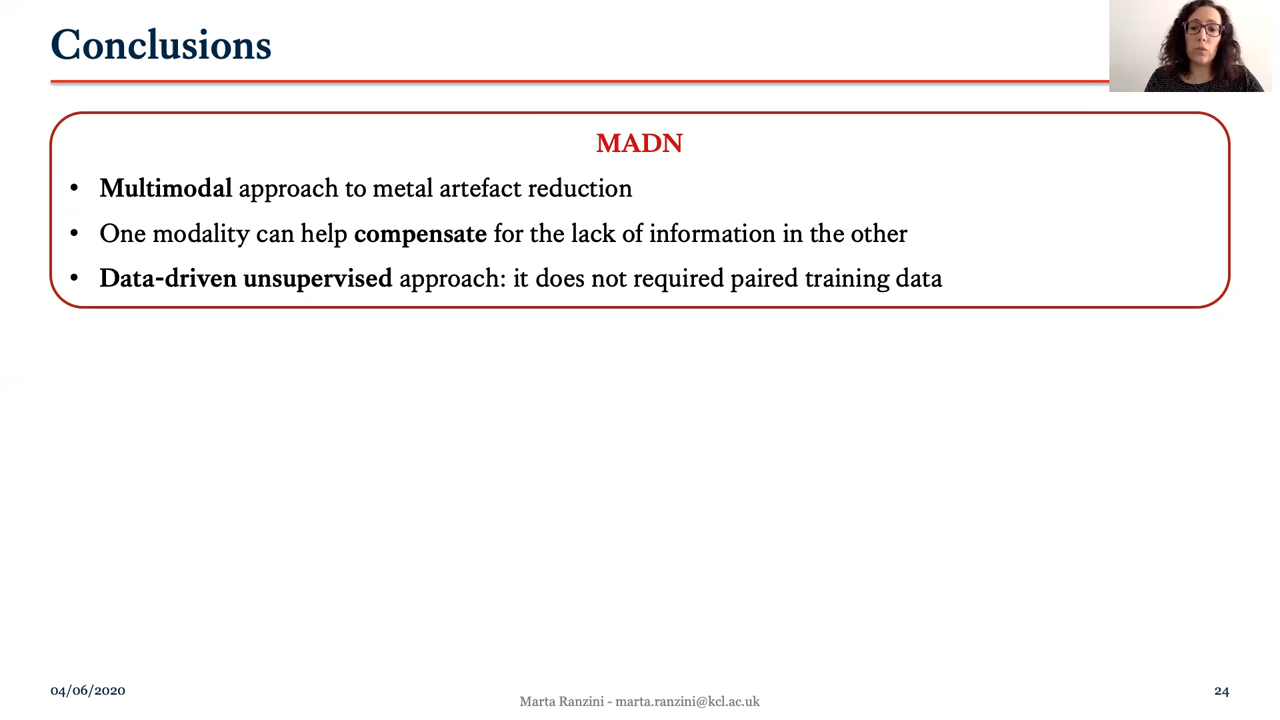 Conclusions
MADN
• Multimodal approach to metal artefact reduction
• One modality can help compensate for the lack of information in the other
• Data-driven unsupervised approach: it does not required paired training data
04/06/2020
Marta Ranzini - marta.ranzini@kcl.ac.uk
24